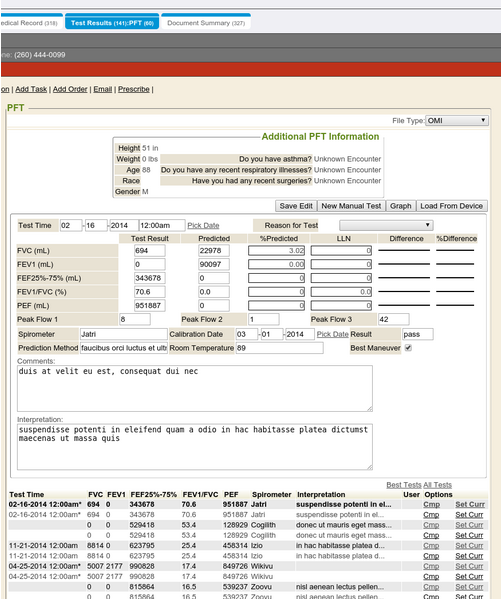 edical Record (318) Test Results (141):PFT (60) Document Summary (327)
ne: (260) 444-0099
on | Add Task | Add Order | Email | Prescribe |
PFT
File Type: OMI
Additional PFT Information
Height 51 in
Weight 0 lbs Do you have asthma? Unknown Encounter
Age 88 Do you have any recent respiratory illnesses? Unknown Encounter
Race Have you had any recent surgeries? Unknown Encounter
Gender M
Save Edit New Manual Test Graph Load From Device
Test Time 02 -16 -2014 12:00am Pick Date Reason for Test
Test Result Predicted %Predicted LLN Difference %Difference
FVC (mL) 694 22978 3.02 0
FEV1 (mL) 0 90097 0.00 0
FEF25%-75% (mL) 343678 0 0 0
FEV1/FVC (%) 70.6 0.0 0 0.0
PEF (mL) 951887 0 0 0
Peak Flow 1 8 Peak Flow 2 1 Peak Flow 3 42
Spirometer Jatri Calibration Date 03 -01 -2014 Pick Date Result pass
Prediction Method faucibus orci luctus et ultr Room Temperature 89 Best Maneuver
Comments:
duis at velit eu est, consequat dui nec
Interpretation:
suspendisse potenti in eleifend quam a odio in hac habitasse platea dictumst
maecenas ut massa quis
Best Tests All Tests
Test Time FVC FEV1 FEF25%-75% FEV1/FVC PEF Spirometer Interpretation User Options
02-16-2014 12:00am* 694 0 343678 70.6 951887 Jatri suspendisse potenti in el... Cmp Set Curr
02-16-2014 12:00am* 694 0 343678 70.6 951887 Jatri suspendisse potenti in el... Cmp Set Curr
0 0 529418 53.4 128929 Cogilith donec ut mauris eget mass... Cmp Set Curr
0 0 529418 53.4 128929 Cogilith donec ut mauris eget mass... Cmp Set Curr
11-21-2014 12:00am 8814 0 623795 25.4 458314 Izio in hac habitasse platea d... Cmp Set Curr
11-21-2014 12:00am 8814 0 623795 25.4 458314 Izio in hac habitasse platea d... Cmp Set Curr
04-25-2014 12:00am* 5007 2177 990828 17.4 849726 Wikivu Cmp Set Curr
04-25-2014 12:00am* 5007 2177 990828 17.4 849726 Wikivu Cmp Set Curr
0 0 815864 16.5 539237 Zoovu nisl aenean lectus pellen... Cmp Set Curr
0 0 815864 16.5 539237 Zoovu nisl aenean lectus pellen... Cmp Set Curr